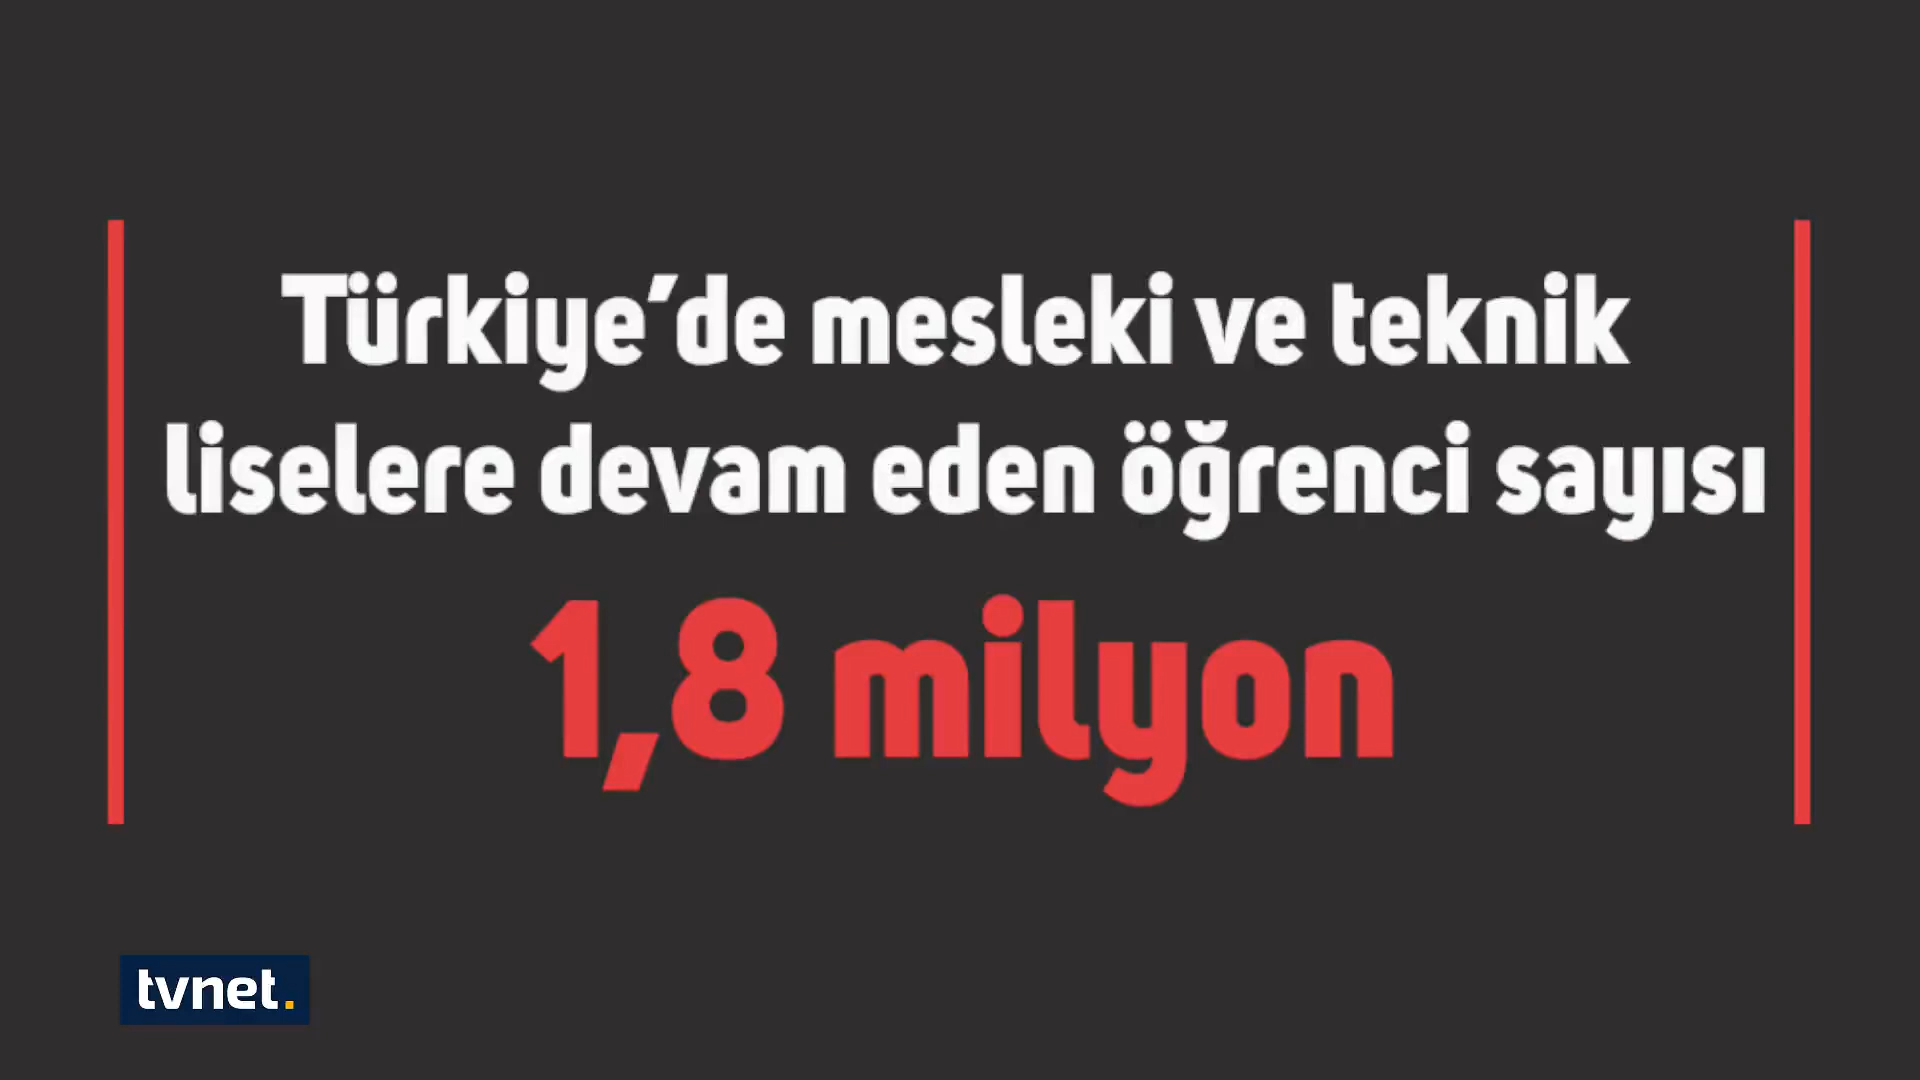 Türkiye’de mesleki ve teknik
liselere devam eden öğrenci sayısı
1,8 milyon
tvnet.